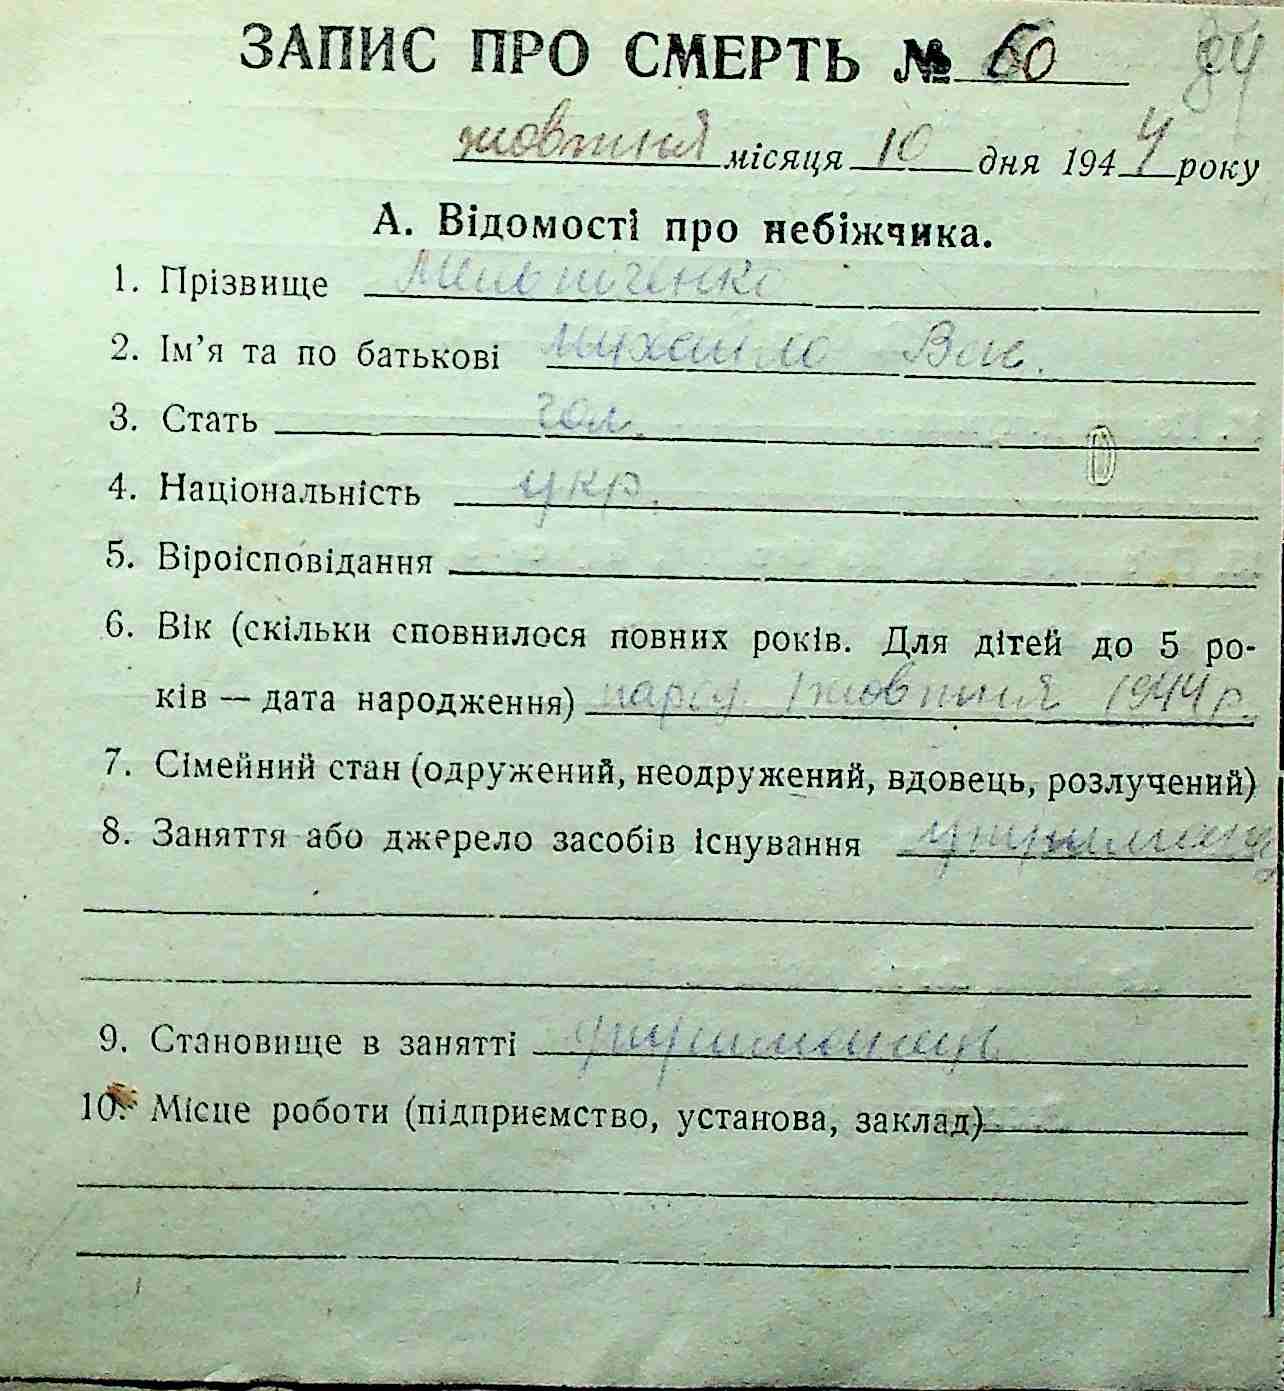 ЗАПИС ПРО СМЕРТЬ № 60 84
жовтня місяця 10 дня 1944 року
А. Відомості про небіжчика.
1. Прізвище
2. Ім’я та по батькові Михайло Вас.
3. Стать чол.
4. Національність укр.
5. Віроісповідання
6. Вік (скільки сповнилося повних років. Для дітей до 5 ро-
ків — дата народження) народ. 1 жовтня 1944 р.
7. Сімейний стан (одружений, неодружений, вдовець, розлучений)
8. Заняття або джерело засобів існування утриманец
9. Становище в занятті утриманець
10. Місце роботи (підприємство, установа, заклад)